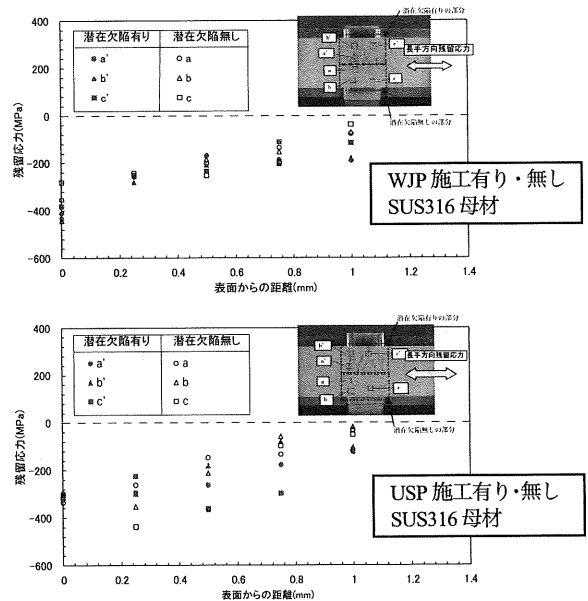 潜在欠陥有り 潜在欠陥無し
a' a
b' b
c' c
潜在欠陥有りの部分
b'
a'
c'
長手方向残留応力
a
b
c
潜在欠陥無しの部分
400
200
0
-200
-400
-600
残留応力(MPa)
WJP 施工有り・無し
SUS316 母材
0 0.2 0.4 0.6 0.8 1 1.2 1.4
表面からの距離(mm)
潜在欠陥有り 潜在欠陥無し
a' a
b' b
c' c
潜在欠陥有りの部分
b'
a'
c'
長手方向残留応力
a
b
潜在欠陥無しの部分
400
200
0
-200
-400
-600
残留応力(MPa)
USP 施工有り・無し
SUS316 母材
0 0.2 0.4 0.6 0.8 1 1.2 1.4
表面からの距離(mm)